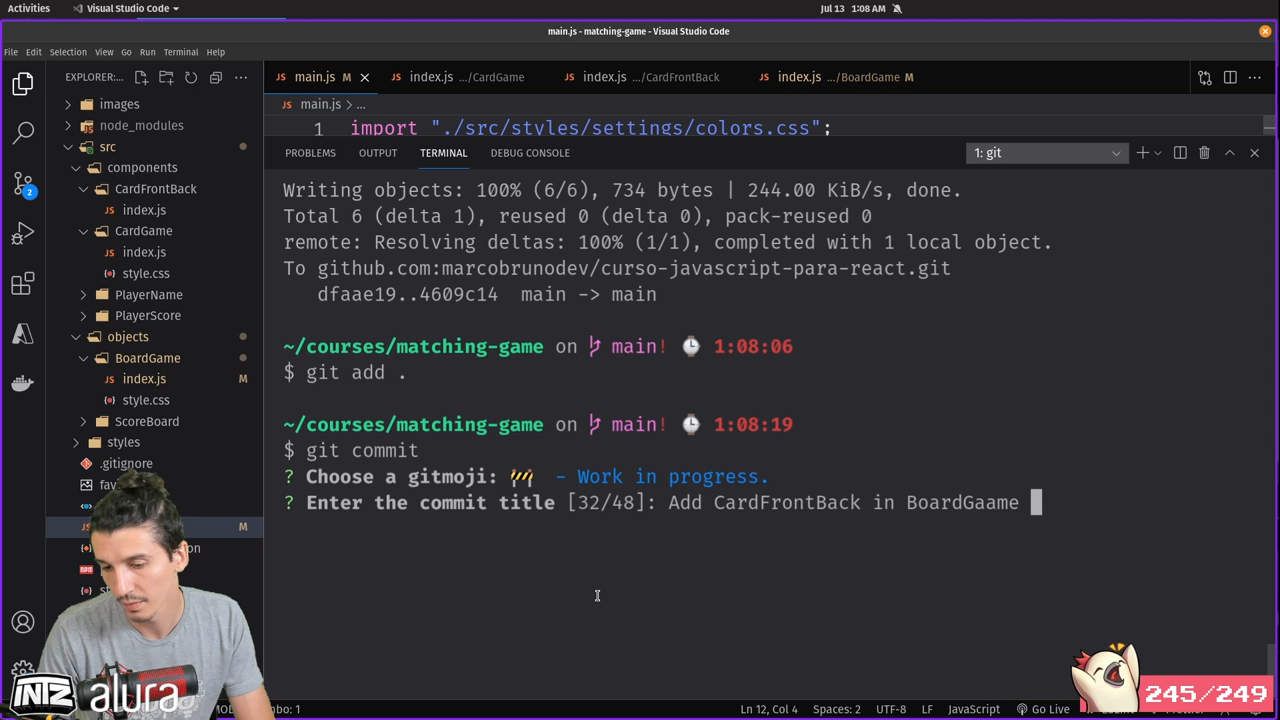 Activities
Visual Studio Code
Jul 13 1:08 AM
main.js - matching-game - Visual Studio Code
File Edit Selection View Go Run Terminal Help
EXPLORER:...
main.js M
index.js .../CardGame
index.js .../CardFrontBack
index.js .../BoardGame M
main.js > ...
1 import "./src/styles/settings/colors.css";
PROBLEMS OUTPUT TERMINAL DEBUG CONSOLE
1: git
images
node_modules
src
components
CardFrontBack
index.js
CardGame
index.js
style.css
PlayerName
PlayerScore
objects
BoardGame
index.js M
style.css
ScoreBoard
styles
.gitignore
M
2
Writing objects: 100% (6/6), 734 bytes | 244.00 KiB/s, done.
Total 6 (delta 1), reused 0 (delta 0), pack-reused 0
remote: Resolving deltas: 100% (1/1), completed with 1 local object.
To github.com:marcobrunodev/curso-javascript-para-react.git
dfaae19..4609c14 main -> main
~/courses/matching-game on main! 1:08:06
$ git add .
~/courses/matching-game on main! 1:08:19
$ git commit
? Choose a gitmoji: 🚧 - Work in progress.
? Enter the commit title [32/48]: Add CardFrontBack in BoardGaame
NTZ alura
245/249
Ln 12, Col 4 Spaces: 2 UTF-8 LF JavaScript Go Live